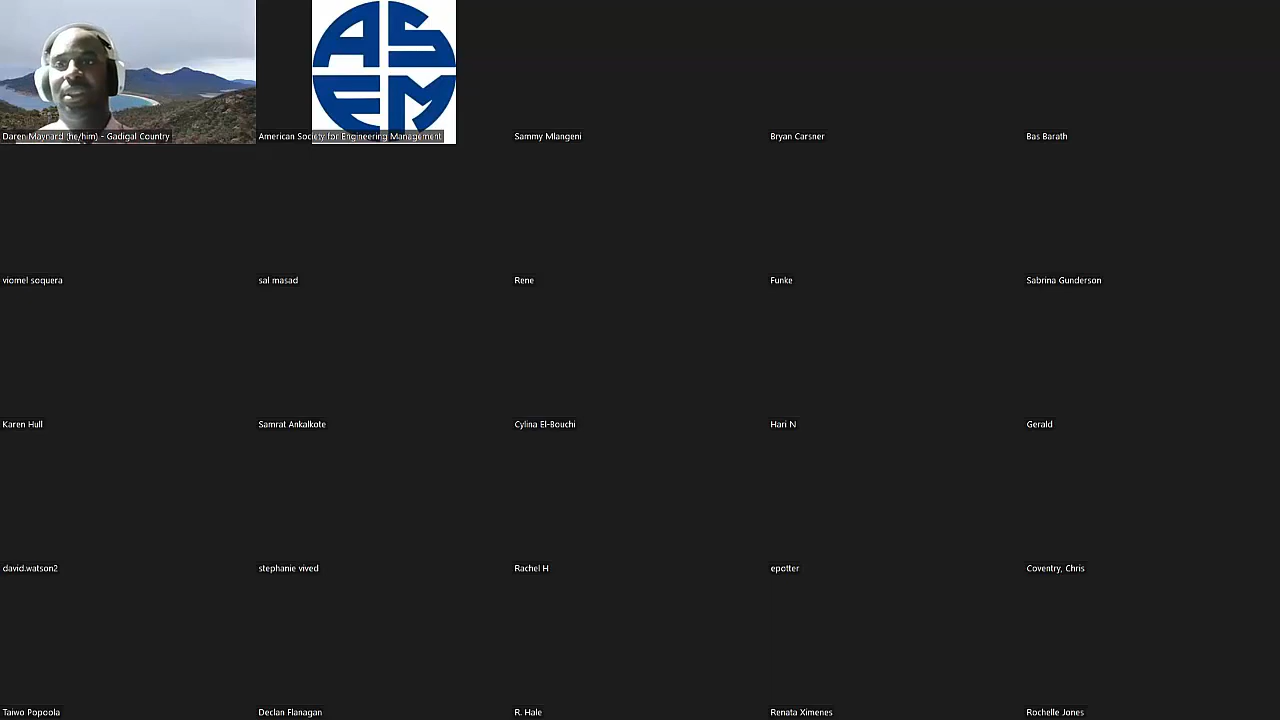 AS
EM
Daren Maynard (he/him) - Gadigal Country
American Society for Engineering Management
Sammy Mlangeni
Bryan Carsner
Bas Barath
viomel soquera
sal masad
Rene
Funke
Sabrina Gunderson
Karen Hull
Samrat Ankalkote
Cylina El-Bouchi
Hari N
Gerald
david.watson2
stephanie vived
Rachel H
epotter
Coventry, Chris
Taiwo Popoola
Declan Flanagan
R. Hale
Renata Ximenes
Rochelle Jones